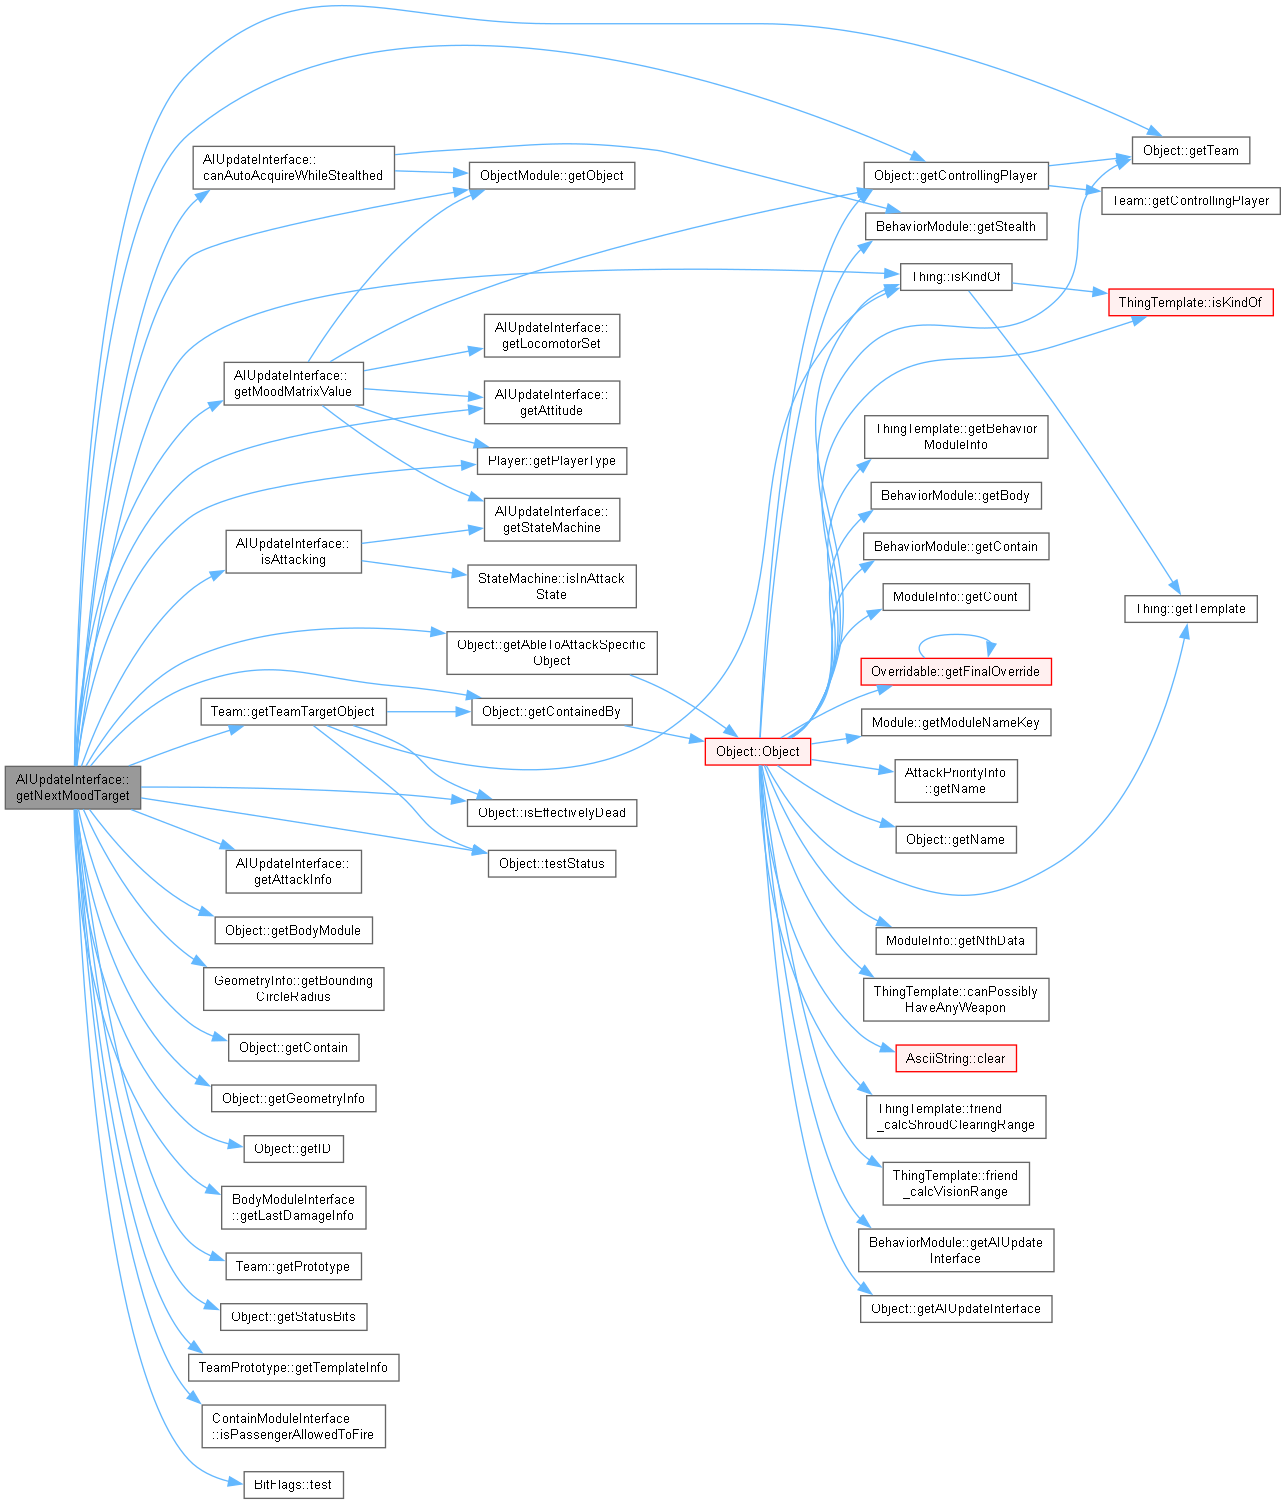 AIUpdateInterface::
getNextMoodTarget
AIUpdateInterface::
canAutoAcquireWhileStealthed
AIUpdateInterface::
getMoodMatrixValue
AIUpdateInterface::
isAttacking
Team::getTeamTargetObject
AIUpdateInterface::
getAttackInfo
Object::getBodyModule
GeometryInfo::getBounding
CircleRadius
Object::getContain
Object::getGeometryInfo
Object::getID
BodyModuleInterface
::getLastDamageInfo
Team::getPrototype
Object::getStatusBits
TeamPrototype::getTemplateInfo
ContainModuleInterface
::isPassengerAllowedToFire
BitFlags::test
ObjectModule::getObject
AIUpdateInterface::
getLocomotorSet
AIUpdateInterface::
getAttitude
Player::getPlayerType
AIUpdateInterface::
getStateMachine
StateMachine::isInAttack
State
Object::getAbleToAttackSpecific
Object
Object::getContainedBy
Object::isEffectivelyDead
Object::testStatus
Object::Object
Object::getControllingPlayer
BehaviorModule::getStealth
Thing::isKindOf
ThingTemplate::getBehavior
ModuleInfo
BehaviorModule::getBody
BehaviorModule::getContain
ModuleInfo::getCount
Overridable::getFinalOverride
Module::getModuleNameKey
AttackPriorityInfo
::getName
Object::getName
ModuleInfo::getNthData
ThingTemplate::canPossibly
HaveAnyWeapon
AsciiString::clear
ThingTemplate::friend
_calcShroudClearingRange
ThingTemplate::friend
_calcVisionRange
BehaviorModule::getAIUpdate
Interface
Object::getAIUpdateInterface
Object::getTeam
Team::getControllingPlayer
ThingTemplate::isKindOf
Thing::getTemplate